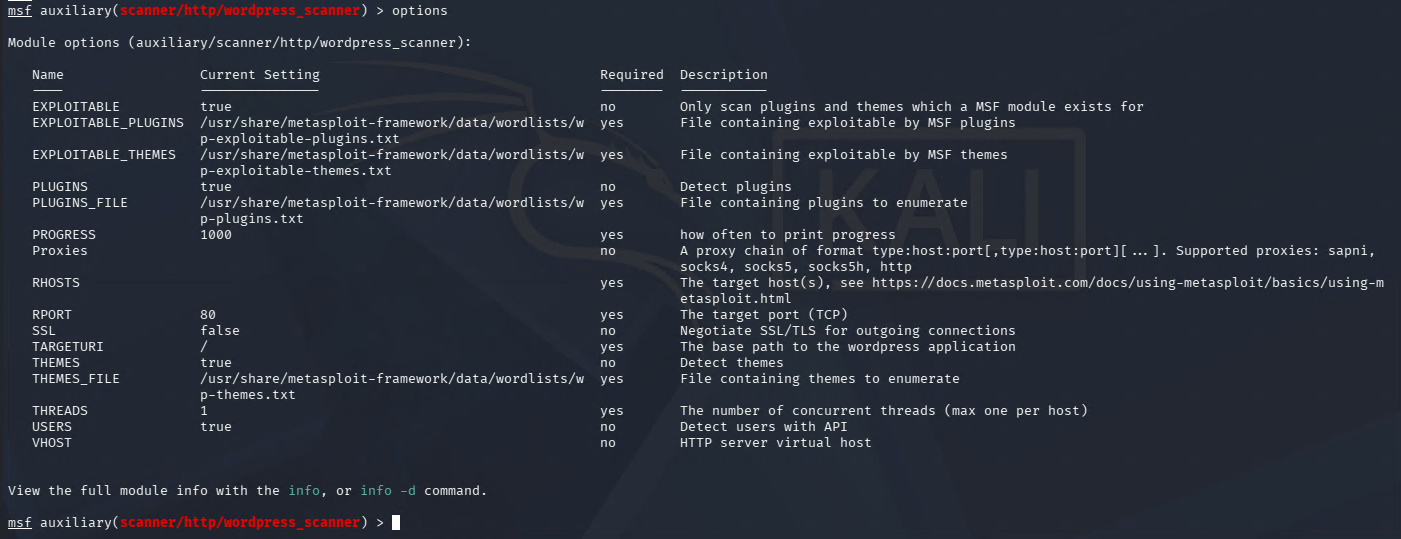 msf auxiliary(scanner/http/wordpress_scanner) > options
Module options (auxiliary/scanner/http/wordpress_scanner):
Name Current Setting Required Description
EXPLOITABLE true no Only scan plugins and themes which a MSF module exists for
EXPLOITABLE_PLUGINS /usr/share/metasploit-framework/data/wordlists/w yes File containing exploitable by MSF plugins
p-exploitable-plugins.txt
EXPLOITABLE_THEMES /usr/share/metasploit-framework/data/wordlists/w yes File containing exploitable by MSF themes
p-exploitable-themes.txt
PLUGINS true no Detect plugins
PLUGINS_FILE /usr/share/metasploit-framework/data/wordlists/w yes File containing plugins to enumerate
p-plugins.txt
PROGRESS 1000 yes how often to print progress
Proxies no A proxy chain of format type:host:port[,type:host:port][...]. Supported proxies: sapni,
socks4, socks5, socks5h, http
RHOSTS yes The target host(s), see https://docs.metasploit.com/docs/using-metasploit/basics/using-m
etasploit.html
RPORT 80 yes The target port (TCP)
SSL false no Negotiate SSL/TLS for outgoing connections
TARGETURI / yes The base path to the wordpress application
THEMES true no Detect themes
THEMES_FILE /usr/share/metasploit-framework/data/wordlists/w yes File containing themes to enumerate
p-themes.txt
THREADS 1 yes The number of concurrent threads (max one per host)
USERS true no Detect users with API
VHOST no HTTP server virtual host
View the full module info with the info, or info -d command.
msf auxiliary(scanner/http/wordpress_scanner) >
KALI